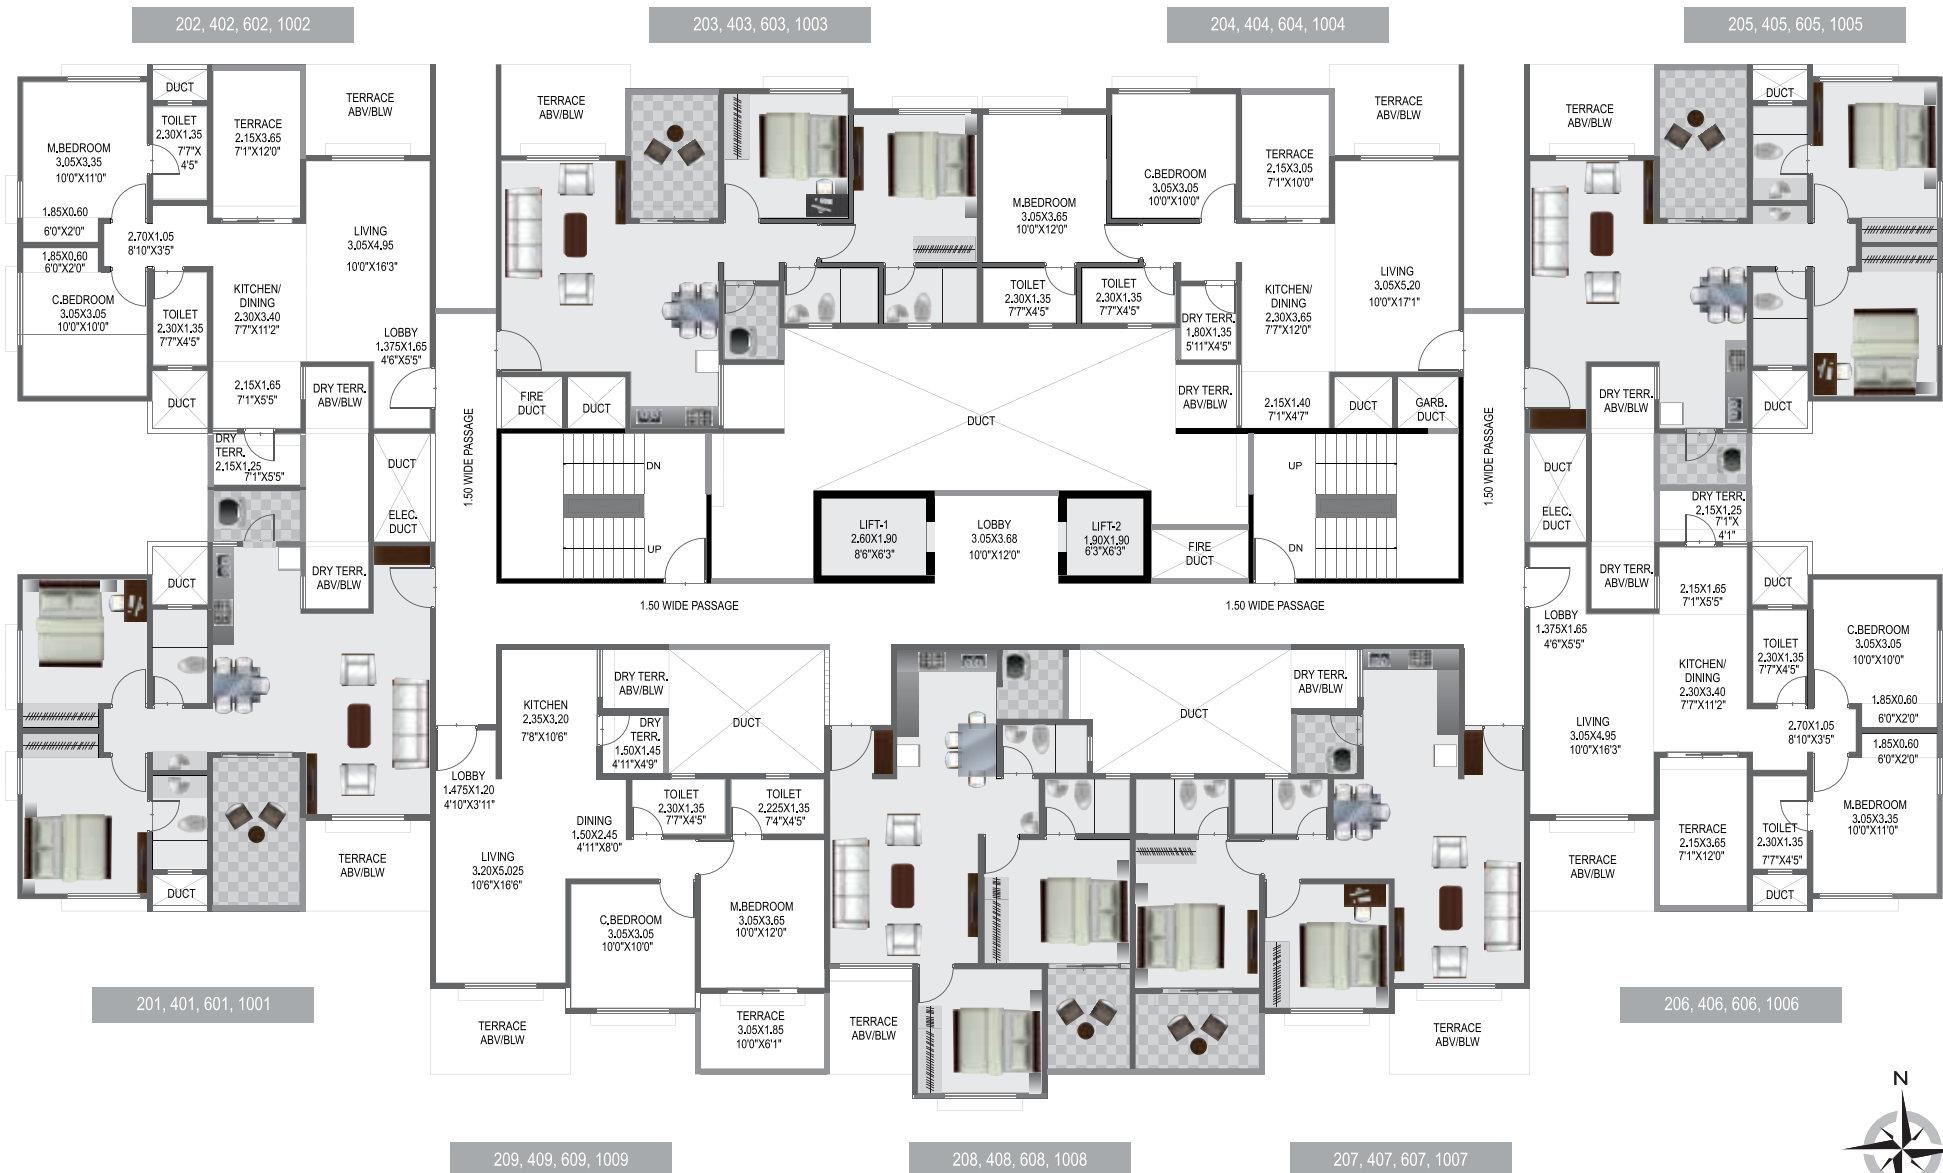 202, 402, 602, 1002
203, 403, 603, 1003
204, 404, 604, 1004
205, 405, 605, 1005
DUCT
TOILET
2.30X1.35
7'7"X
4'5"
TERRACE
2.15X3.65
7'1"X12'0"
TERRACE
ABV/BLW
M.BEDROOM
3.05X3.35
10'0"X11'0"
1.85X0.60
6'0"X2'0"
1.85X0.60
6'0"X2'0"
C.BEDROOM
3.05X3.05
10'0"X10'0"
2.70X1.05
8'10"X3'5"
TOILET
2.30X1.35
7'7"X4'5"
KITCHEN/
DINING
2.30X3.40
7'7"X11'2"
LIVING
3.05X4.95
10'0"X16'3"
LOBBY
1.375X1.65
4'6"X5'5"
2.15X1.65
7'1"X5'5"
DUCT
DRY TERR.
ABV/BLW
DRY
TERR.
2.15X1.25
7'1"X5'5"
DUCT
ELEC.
DUCT
1.50 WIDE PASSAGE
TERRACE
ABV/BLW
FIRE
DUCT
DUCT
M.BEDROOM
3.05X3.65
10'0"X12'0"
C.BEDROOM
3.05X3.05
10'0"X10'0"
TERRACE
2.15X3.05
7'1"X10'0"
TERRACE
ABV/BLW
TOILET
2.30X1.35
7'7"X4'5"
TOILET
2.30X1.35
7'7"X4'5"
DRY TERR.
1.80X1.35
5'11"X4'5"
KITCHEN/
DINING
2.30X3.65
7'7"X12'0"
LIVING
3.05X5.20
10'0"X17'1"
DRY TERR.
ABV/BLW
2.15X1.40
7'1"X4'7"
DUCT
GARB.
DUCT
DUCT
DN
UP
UP
DN
LIFT-1
2.60X1.90
8'6"X6'3"
LOBBY
3.05X3.68
10'0"X12'0"
LIFT-2
1.90X1.90
6'3"X6'3"
FIRE
DUCT
1.50 WIDE PASSAGE
1.50 WIDE PASSAGE
1.50 WIDE PASSAGE
TERRACE
ABV/BLW
DUCT
DRY TERR.
ABV/BLW
DUCT
DUCT
ELEC.
DUCT
DRY TERR.
2.15X1.25
7'1"X
4'1"
DRY TERR.
ABV/BLW
DUCT
2.15X1.65
7'1"X5'5"
LOBBY
1.375X1.65
4'6"X5'5"
TOILET
2.30X1.35
7'7"X4'5"
C.BEDROOM
3.05X3.05
10'0"X10'0"
KITCHEN/
DINING
2.30X3.40
7'7"X11'2"
1.85X0.60
6'0"X2'0"
LIVING
3.05X4.95
10'0"X16'3"
2.70X1.05
8'10"X3'5"
1.85X0.60
6'0"X2'0"
M.BEDROOM
3.05X3.35
10'0"X11'0"
TERRACE
2.15X3.65
7'1"X12'0"
TOILET
2.30X1.35
7'7"X4'5"
TERRACE
ABV/BLW
DUCT
DUCT
DRY TERR.
ABV/BLW
DUCT
TERRACE
ABV/BLW
KITCHEN
2.35X3.20
7'8"X10'6"
DRY TERR.
ABV/BLW
DRY
TERR.
1.50X1.45
4'11"X4'9"
DUCT
LOBBY
1.475X1.20
4'10"X3'11"
TOILET
2.30X1.35
7'7"X4'5"
TOILET
2.225X1.35
7'4"X4'5"
DINING
1.50X2.45
4'11"X8'0"
LIVING
3.20X5.025
10'6"X16'6"
C.BEDROOM
3.05X3.05
10'0"X10'0"
M.BEDROOM
3.05X3.65
10'0"X12'0"
TERRACE
ABV/BLW
TERRACE
3.05X1.85
10'0"X6'1"
TERRACE
ABV/BLW
DUCT
DRY TERR.
ABV/BLW
TERRACE
ABV/BLW
201, 401, 601, 1001
206, 406, 606, 1006
N
209, 409, 609, 1009
208, 408, 608, 1008
207, 407, 607, 1007